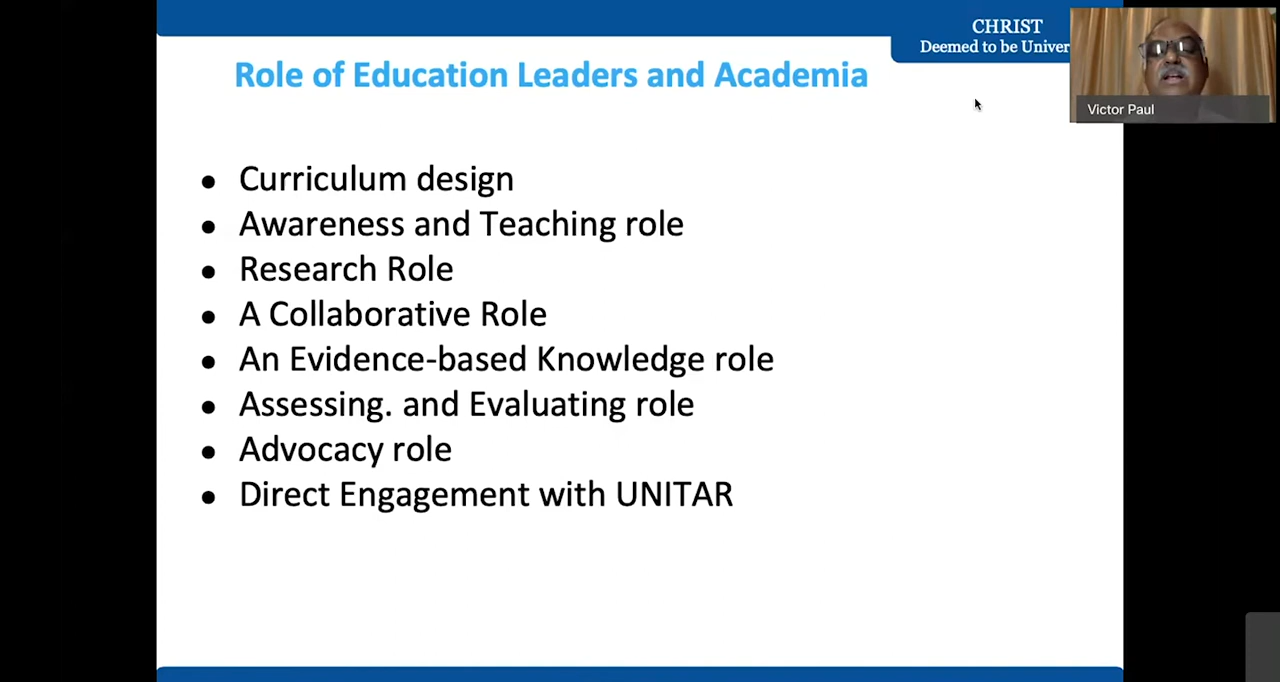 CHRIST
Deemed to be Univer
Role of Education Leaders and Academia
Victor Paul
● Curriculum design
● Awareness and Teaching role
● Research Role
● A Collaborative Role
● An Evidence-based Knowledge role
● Assessing. and Evaluating role
● Advocacy role
● Direct Engagement with UNITAR